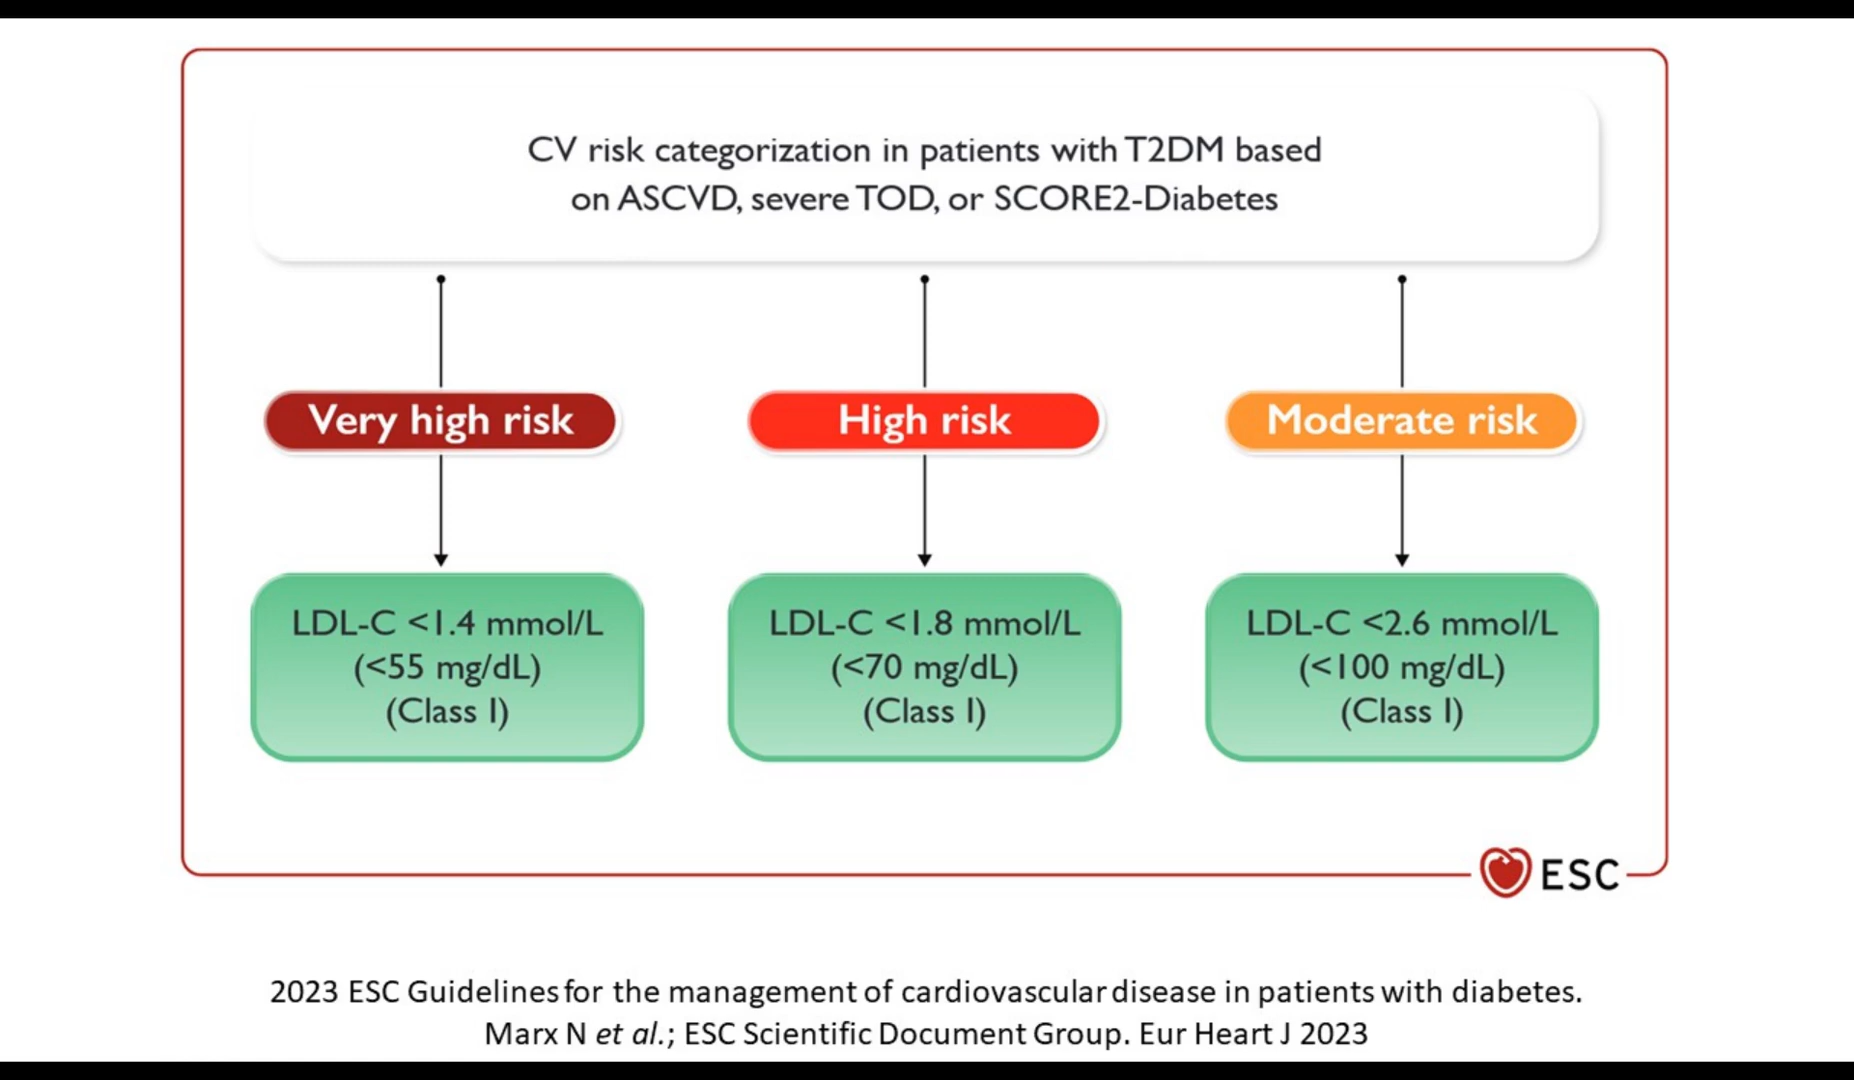 CV risk categorization in patients with T2DM based
on ASCVD, severe TOD, or SCORE2-Diabetes
Very high risk
High risk
Moderate risk
LDL-C <1.4 mmol/L
(<55 mg/dL)
(Class I)
LDL-C <1.8 mmol/L
(<70 mg/dL)
(Class I)
LDL-C <2.6 mmol/L
(<100 mg/dL)
(Class I)
ESC
2023 ESC Guidelines for the management of cardiovascular disease in patients with diabetes.
Marx N et al.; ESC Scientific Document Group. Eur Heart J 2023